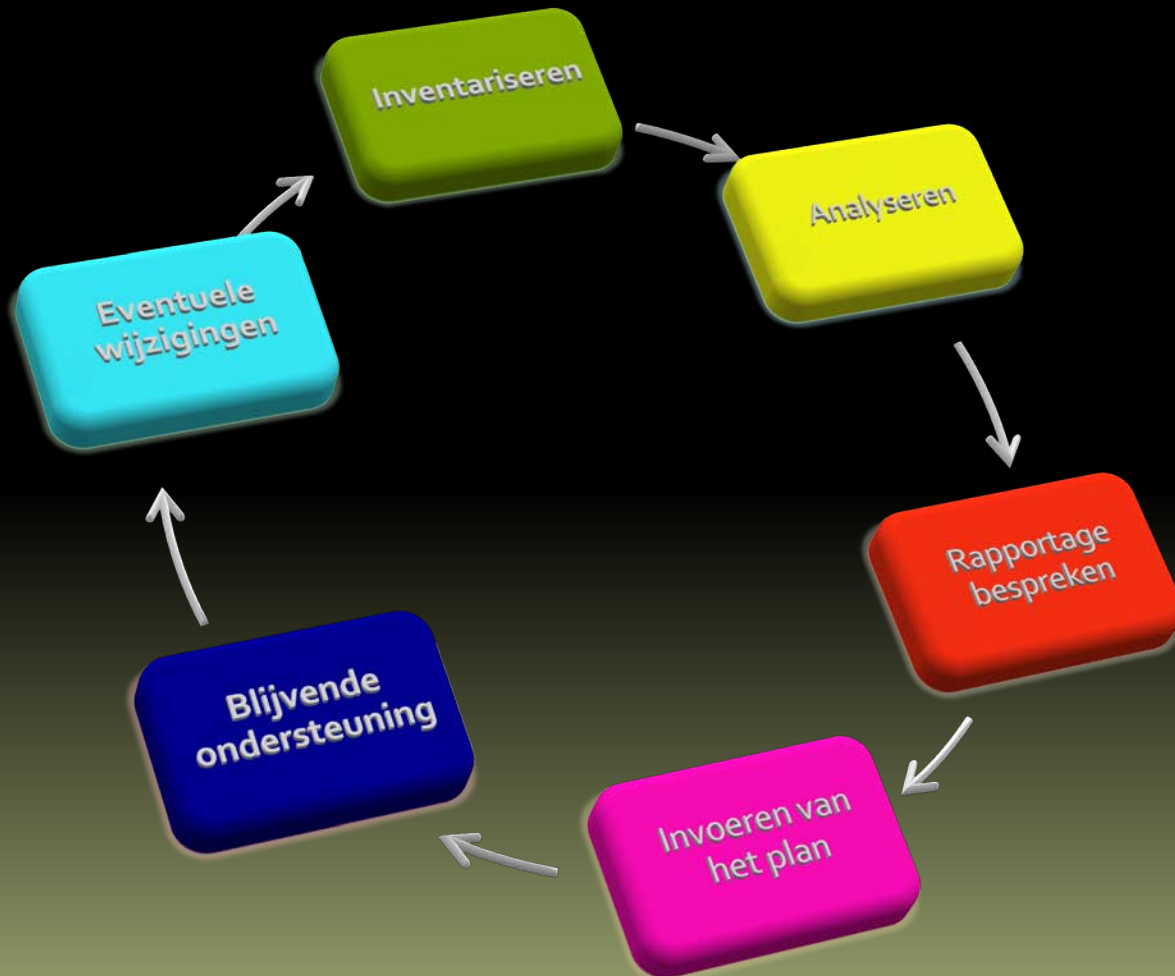 Inventariseren
Analyseren
Rapportage
bespreken
Invoeren van
het plan
Blijvende
ondersteuning
Eventuele
wijzigingen